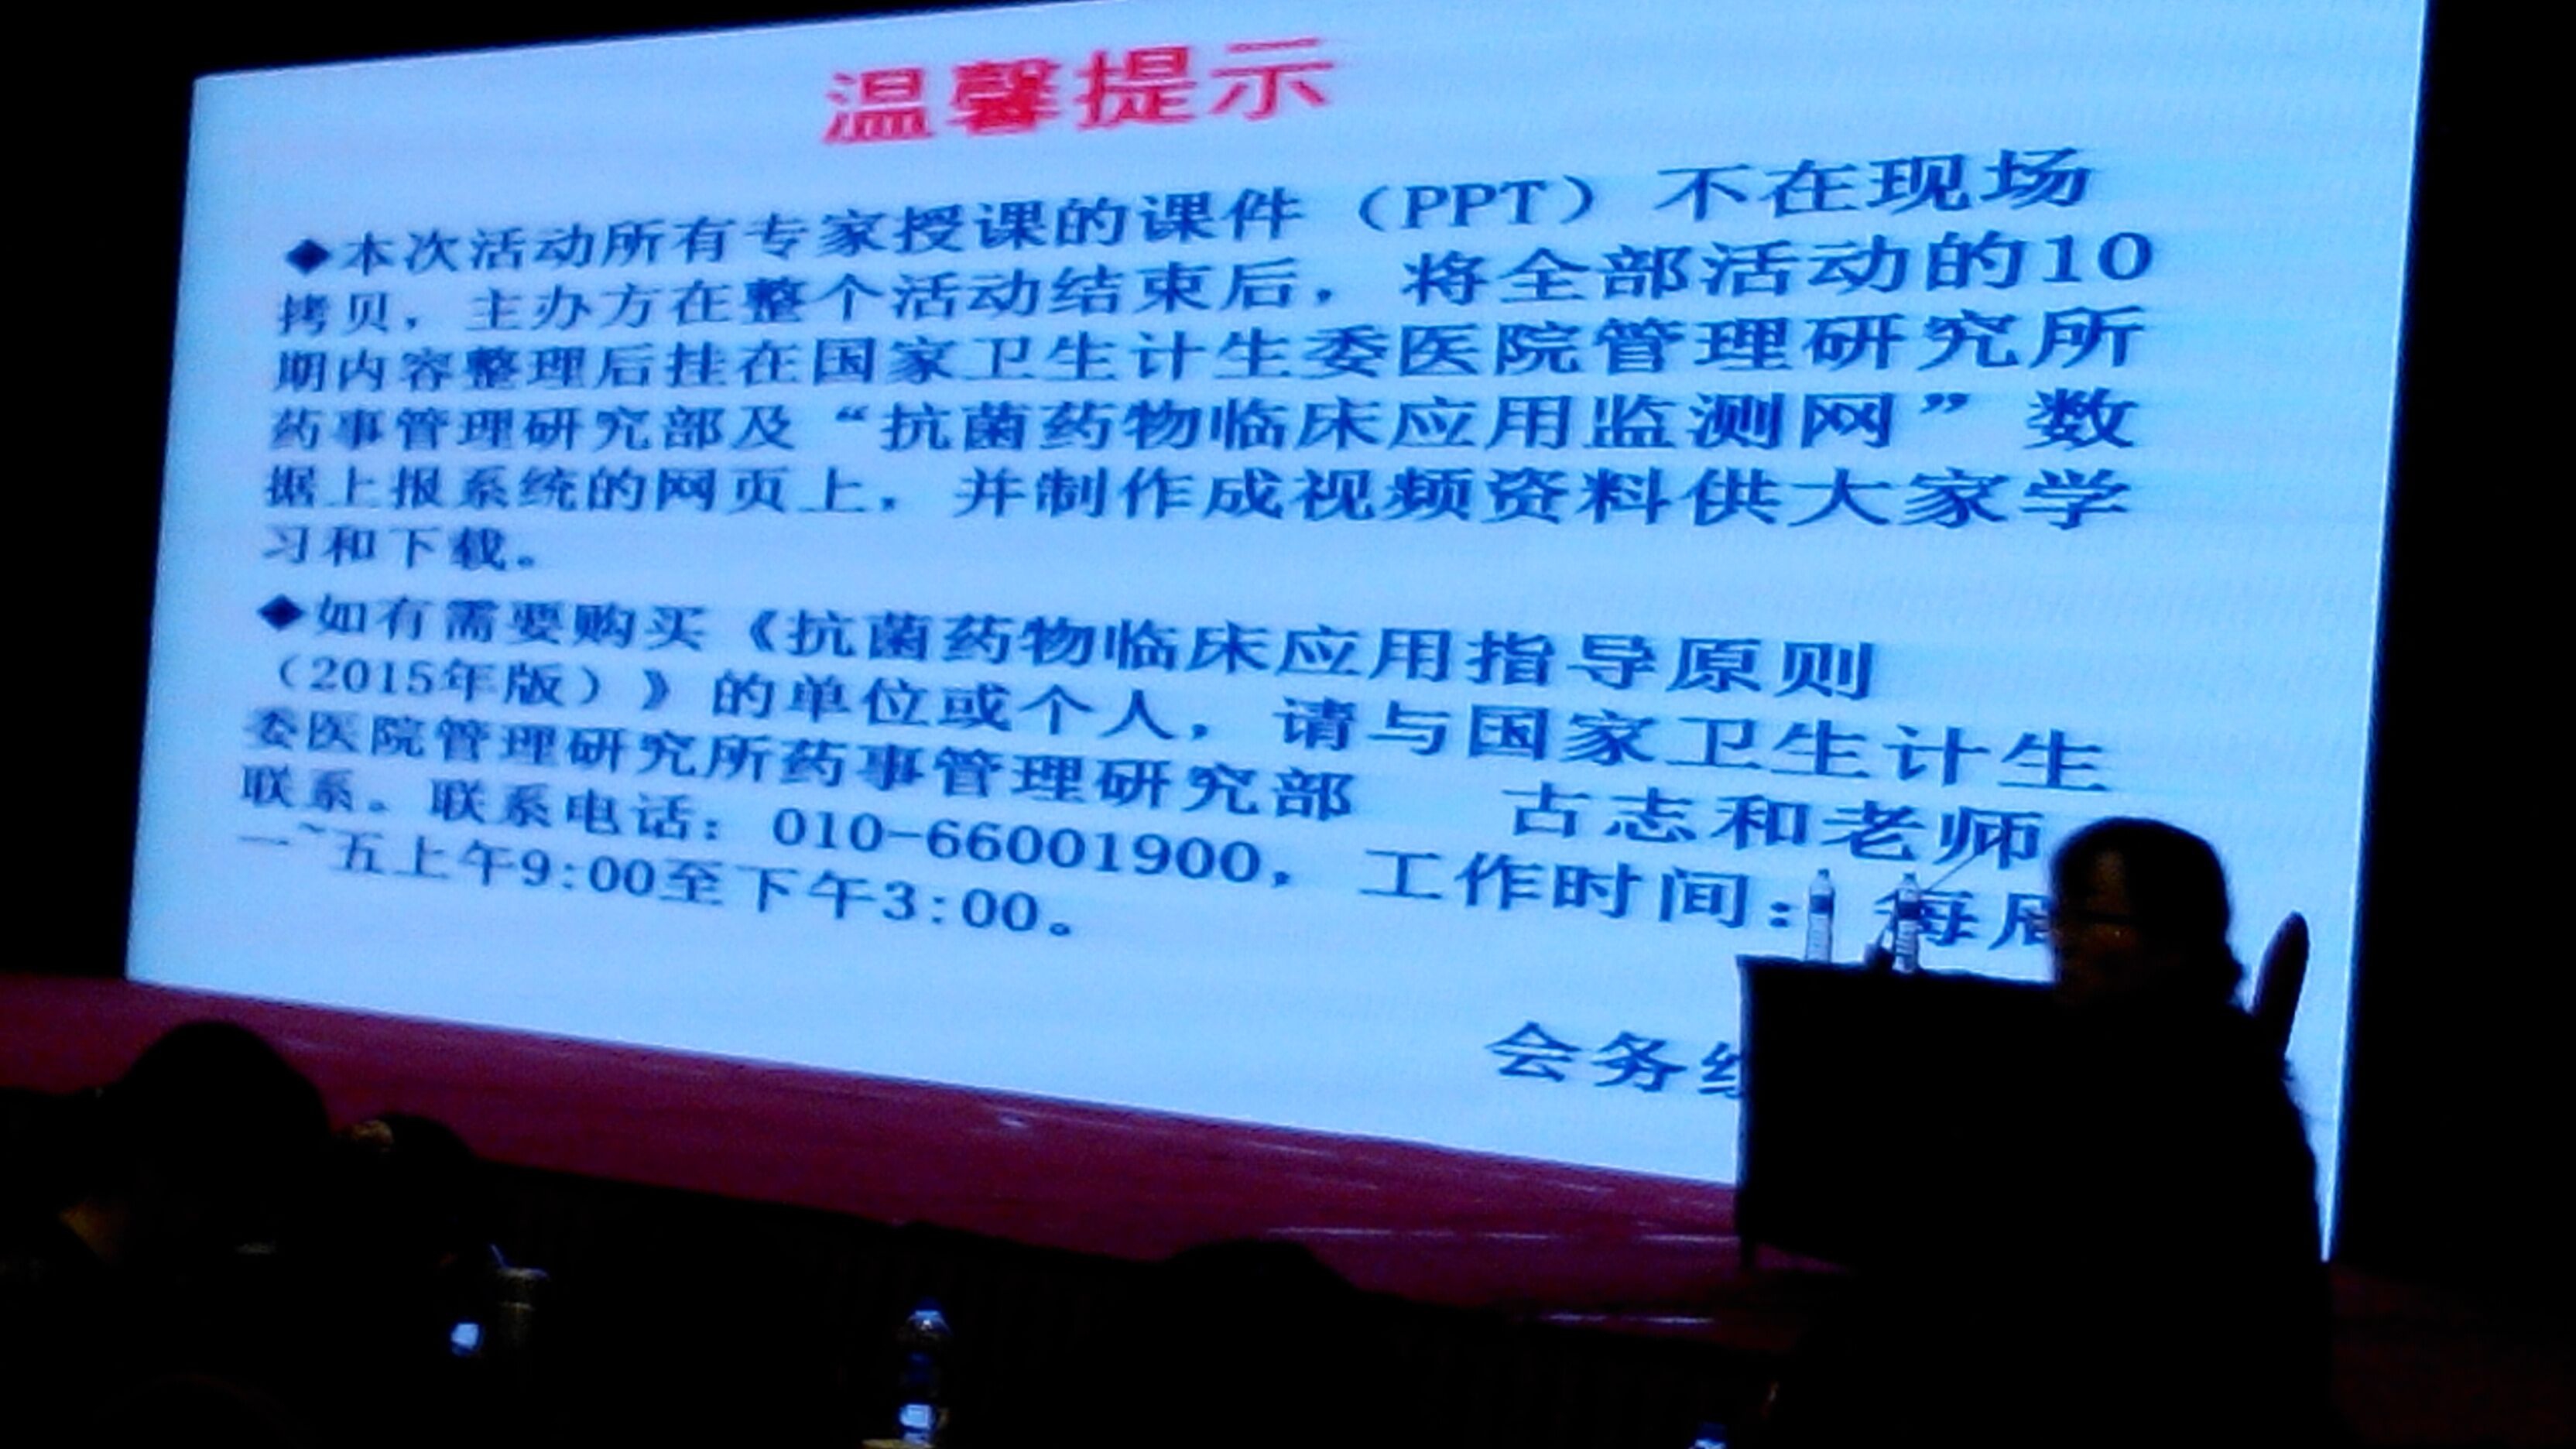 温馨提示
◆本次活动所有专家授课的课件（PPT）不在现场
拷贝，主办方在整个活动结束后，将全部活动的10
期内容整理后挂在国家卫生计生委医院管理研究所
药事管理研究部及“抗菌药物临床应用监测网”数
据上报系统的网页上，并制作成视频资料供大家学
习和下载。
◆如有需要购买《抗菌药物临床应用指导原则
（2015年版）》的单位或个人，请与国家卫生计生
委医院管理研究所药事管理研究部 古志和老师
联系。联系电话：010-66001900，工作时间：每周
一~五上午9:00至下午3:00。
会务